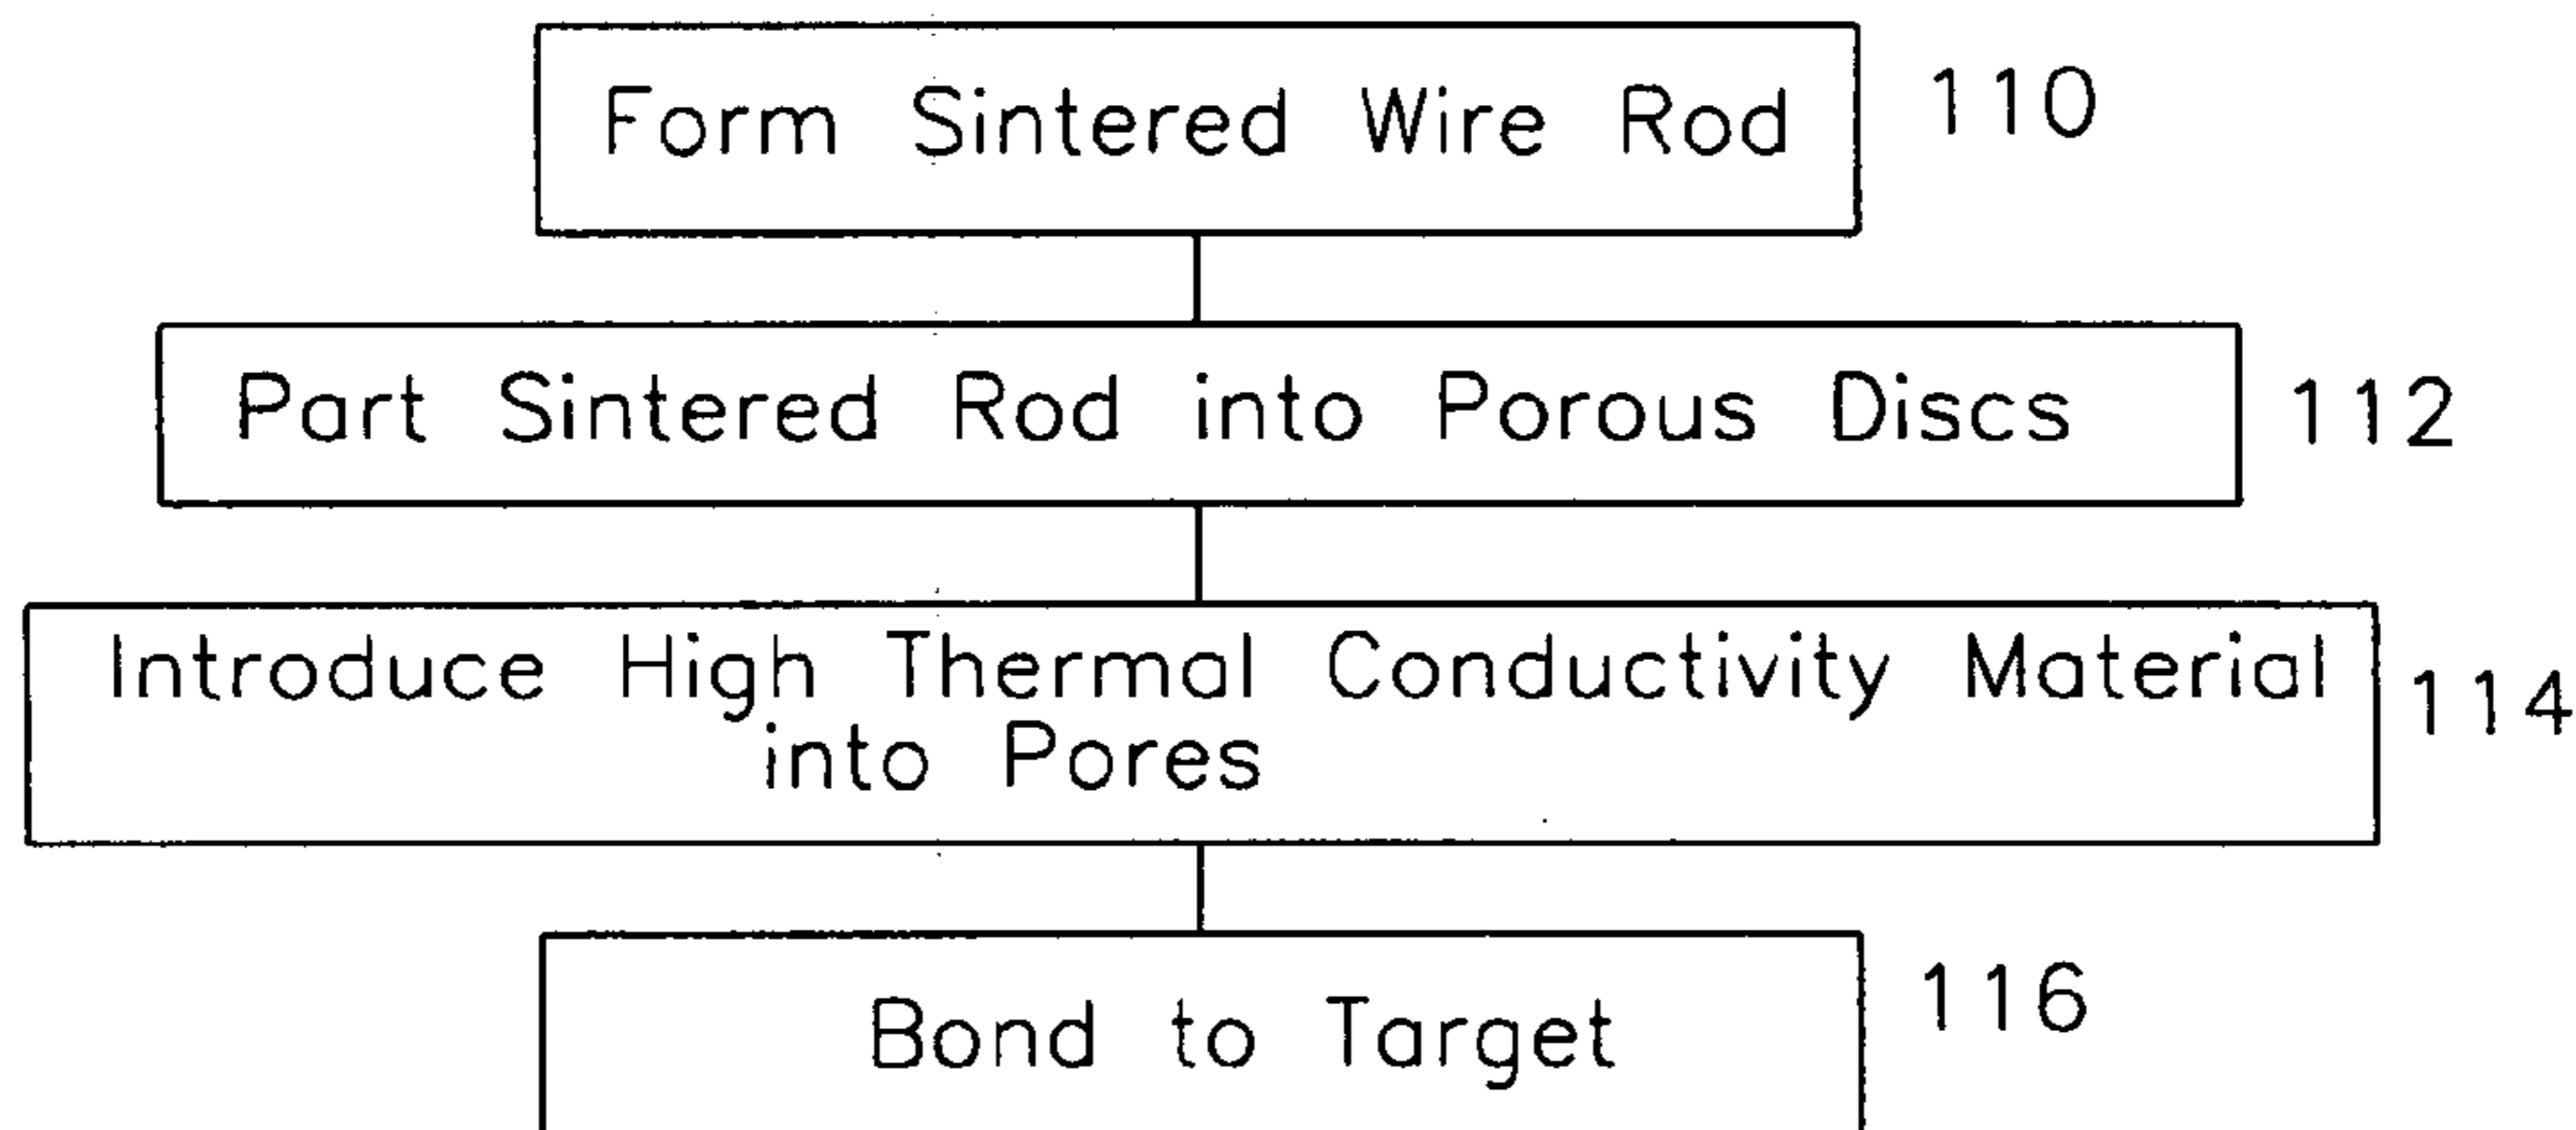 Form Sintered Wire Rod 110
Part Sintered Rod into Porous Discs 112
Introduce High Thermal Conductivity Material
into Pores
114
Bond to Target 116